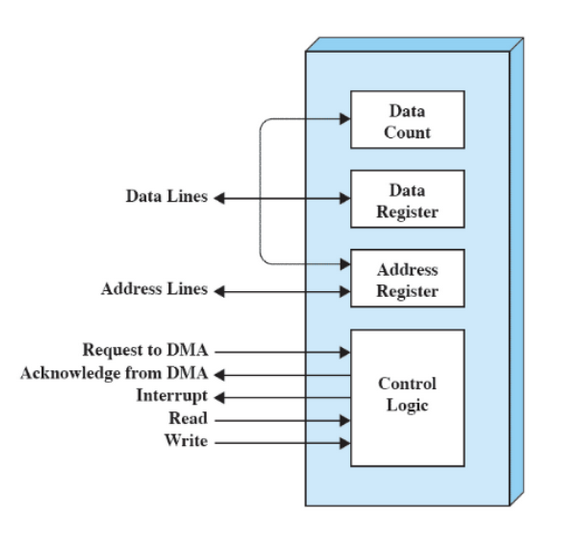 Data
Count
Data Lines
Data
Register
Address Lines
Address
Register
Request to DMA
Acknowledge from DMA
Interrupt
Read
Write
Control
Logic